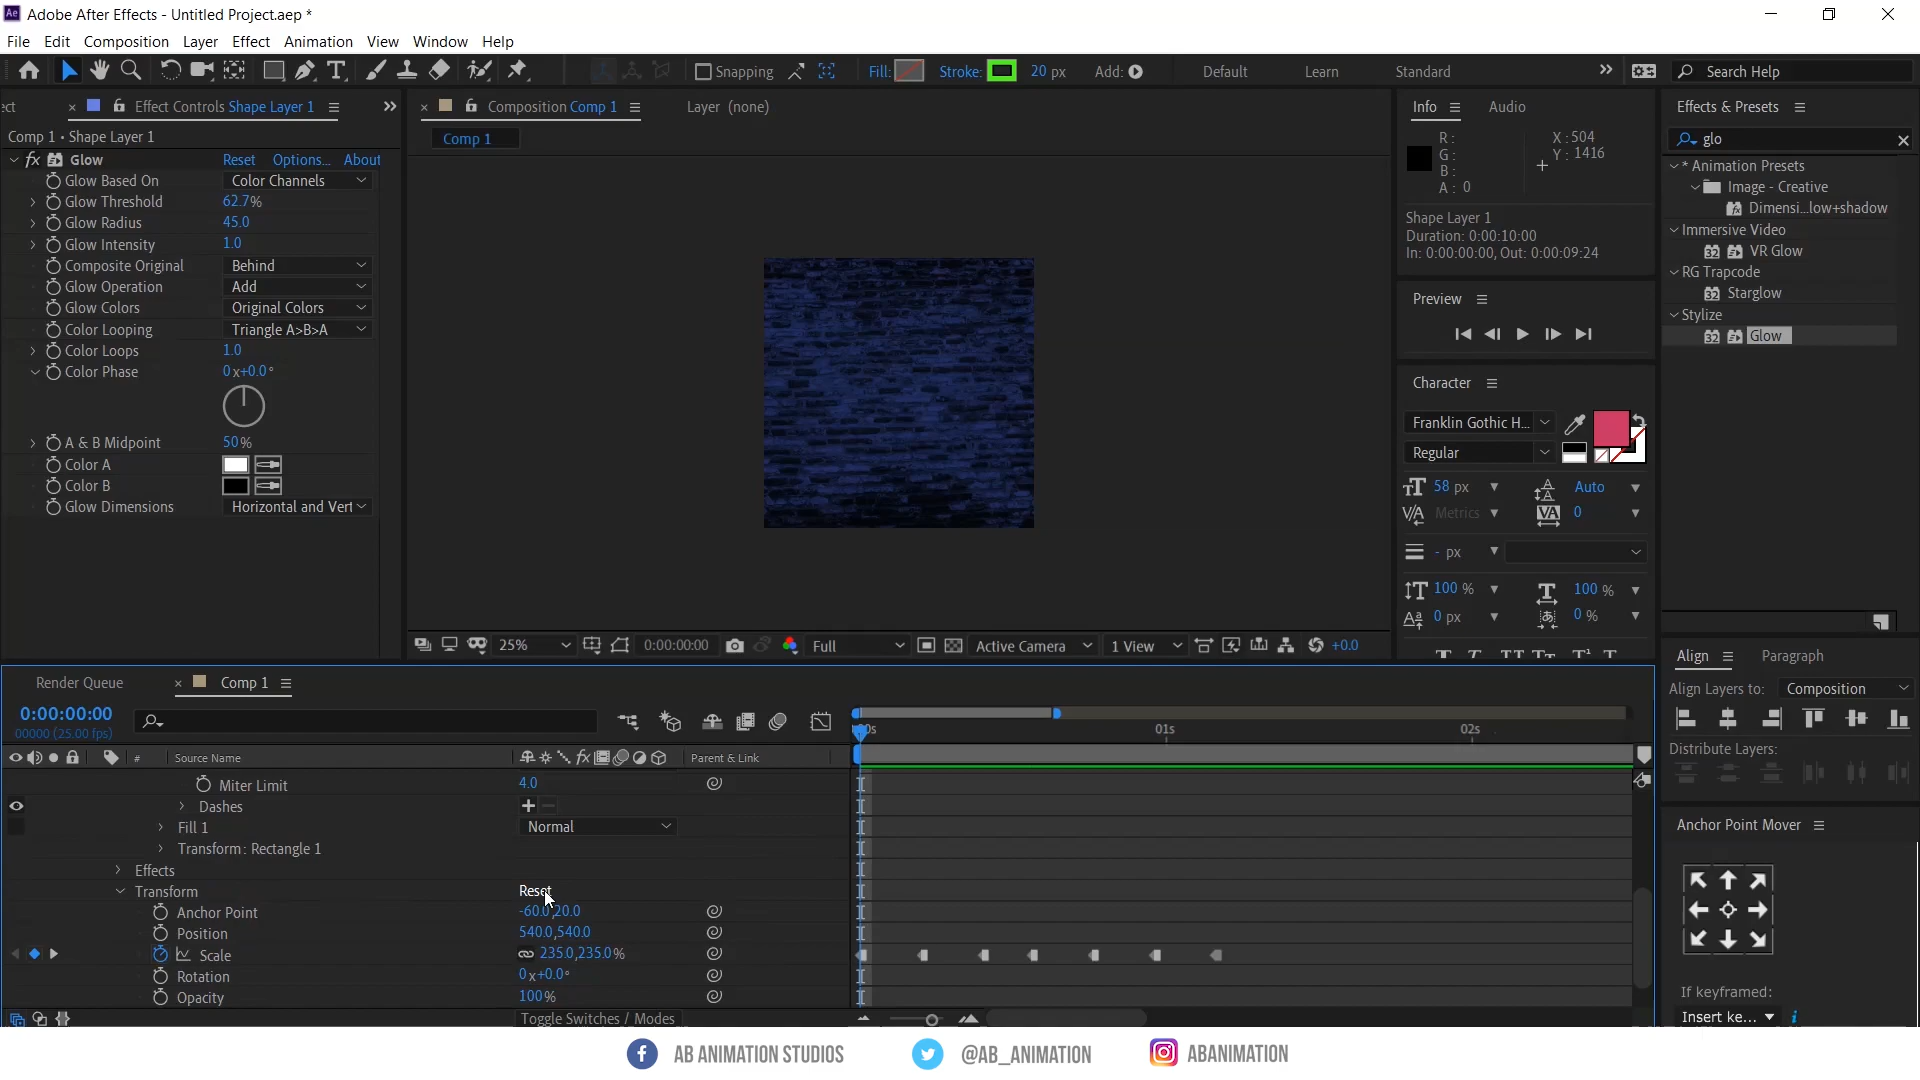 Adobe After Effects - Untitled Project.aep *
File Edit Composition Layer Effect Animation View Window Help
Snapping Fill: Stroke: 20 px Add: Default Learn Standard Search Help
ect Effect Controls Shape Layer 1
Composition Comp 1 Layer (none)
Comp 1 • Shape Layer 1
fx Glow Reset Options... About
Glow Based On Color Channels
Glow Threshold 62.7%
Glow Radius 45.0
Glow Intensity 1.0
Composite Original Behind
Glow Operation Add
Glow Colors Original Colors
Color Looping Triangle A>B>A
Color Loops 1.0
Color Phase 0x+0.0°
A & B Midpoint 50%
Color A
Color B
Glow Dimensions Horizontal and Vert
Comp 1
25% 0:00:00:00 Full Active Camera 1 View +0.0
Info Audio
R: X: 504
G: Y: 1416
B:
A: 0
Shape Layer 1
Duration: 0:00:10:00
In: 0:00:00:00, Out: 0:00:09:24
Preview
Character
Franklin Gothic H...
Regular
58 px Auto
Metrics 0
- px
100 % 100 %
0 px 0 %
Effects & Presets
glo
* Animation Presets
Image - Creative
Dimensi...low+shadow
Immersive Video
32 VR Glow
RG Trapcode
32 Starglow
Stylize
32 Glow
Align Paragraph
Align Layers to: Composition
Distribute Layers:
Anchor Point Mover
If keyframed:
Insert ke...
Render Queue Comp 1
0:00:00:00
00000 (25.00 fps)
:00s 01s 02s
# Source Name Parent & Link
Miter Limit 4.0
Dashes
Fill 1 Normal
Transform: Rectangle 1
Effects
Transform Reset
Anchor Point -60.0,20.0
Position 540.0,540.0
Scale 235.0,235.0%
Rotation 0x+0.0°
Opacity 100%
Toggle Switches / Modes
AB ANIMATION STUDIOS @AB_ANIMATION ABANIMATION